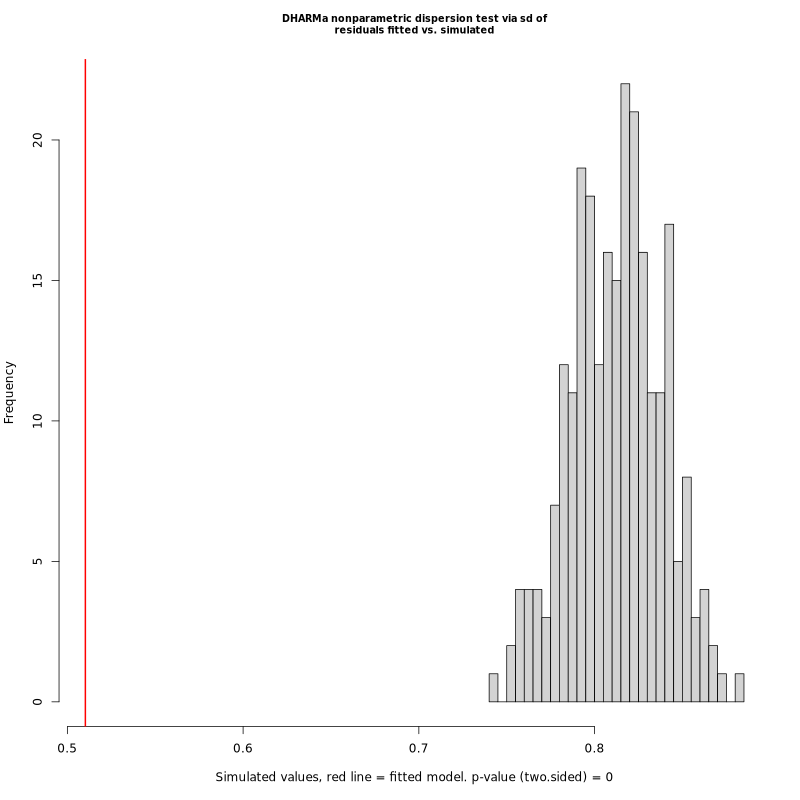 DHARMa nonparametric dispersion test via sd of
residuals fitted vs. simulated
20
15
10
5
0
Frequency
0.5 0.6 0.7 0.8
Simulated values, red line = fitted model. p-value (two.sided) = 0